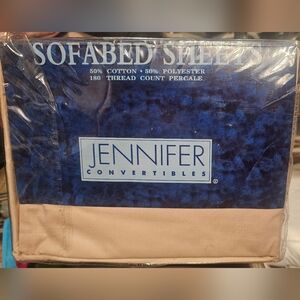 SOFABED SHEETS
50% COTTON • 50% POLYESTER
180 THREAD COUNT PERCALE
JENNIFER
CONVERTIBLES ®